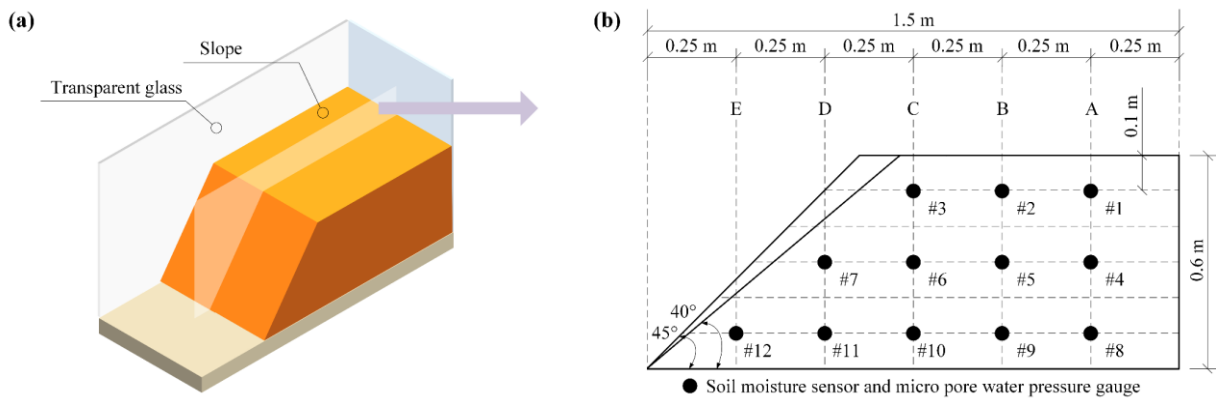 (a)
Slope
Transparent glass
(b)
1.5 m
0.25 m 0.25 m 0.25 m 0.25 m 0.25 m 0.25 m
E D C B A
0.1 m
#3 #2 #1
#7 #6 #5 #4
0.6 m
40°
45°
#12 #11 #10 #9 #8
Soil moisture sensor and micro pore water pressure gauge